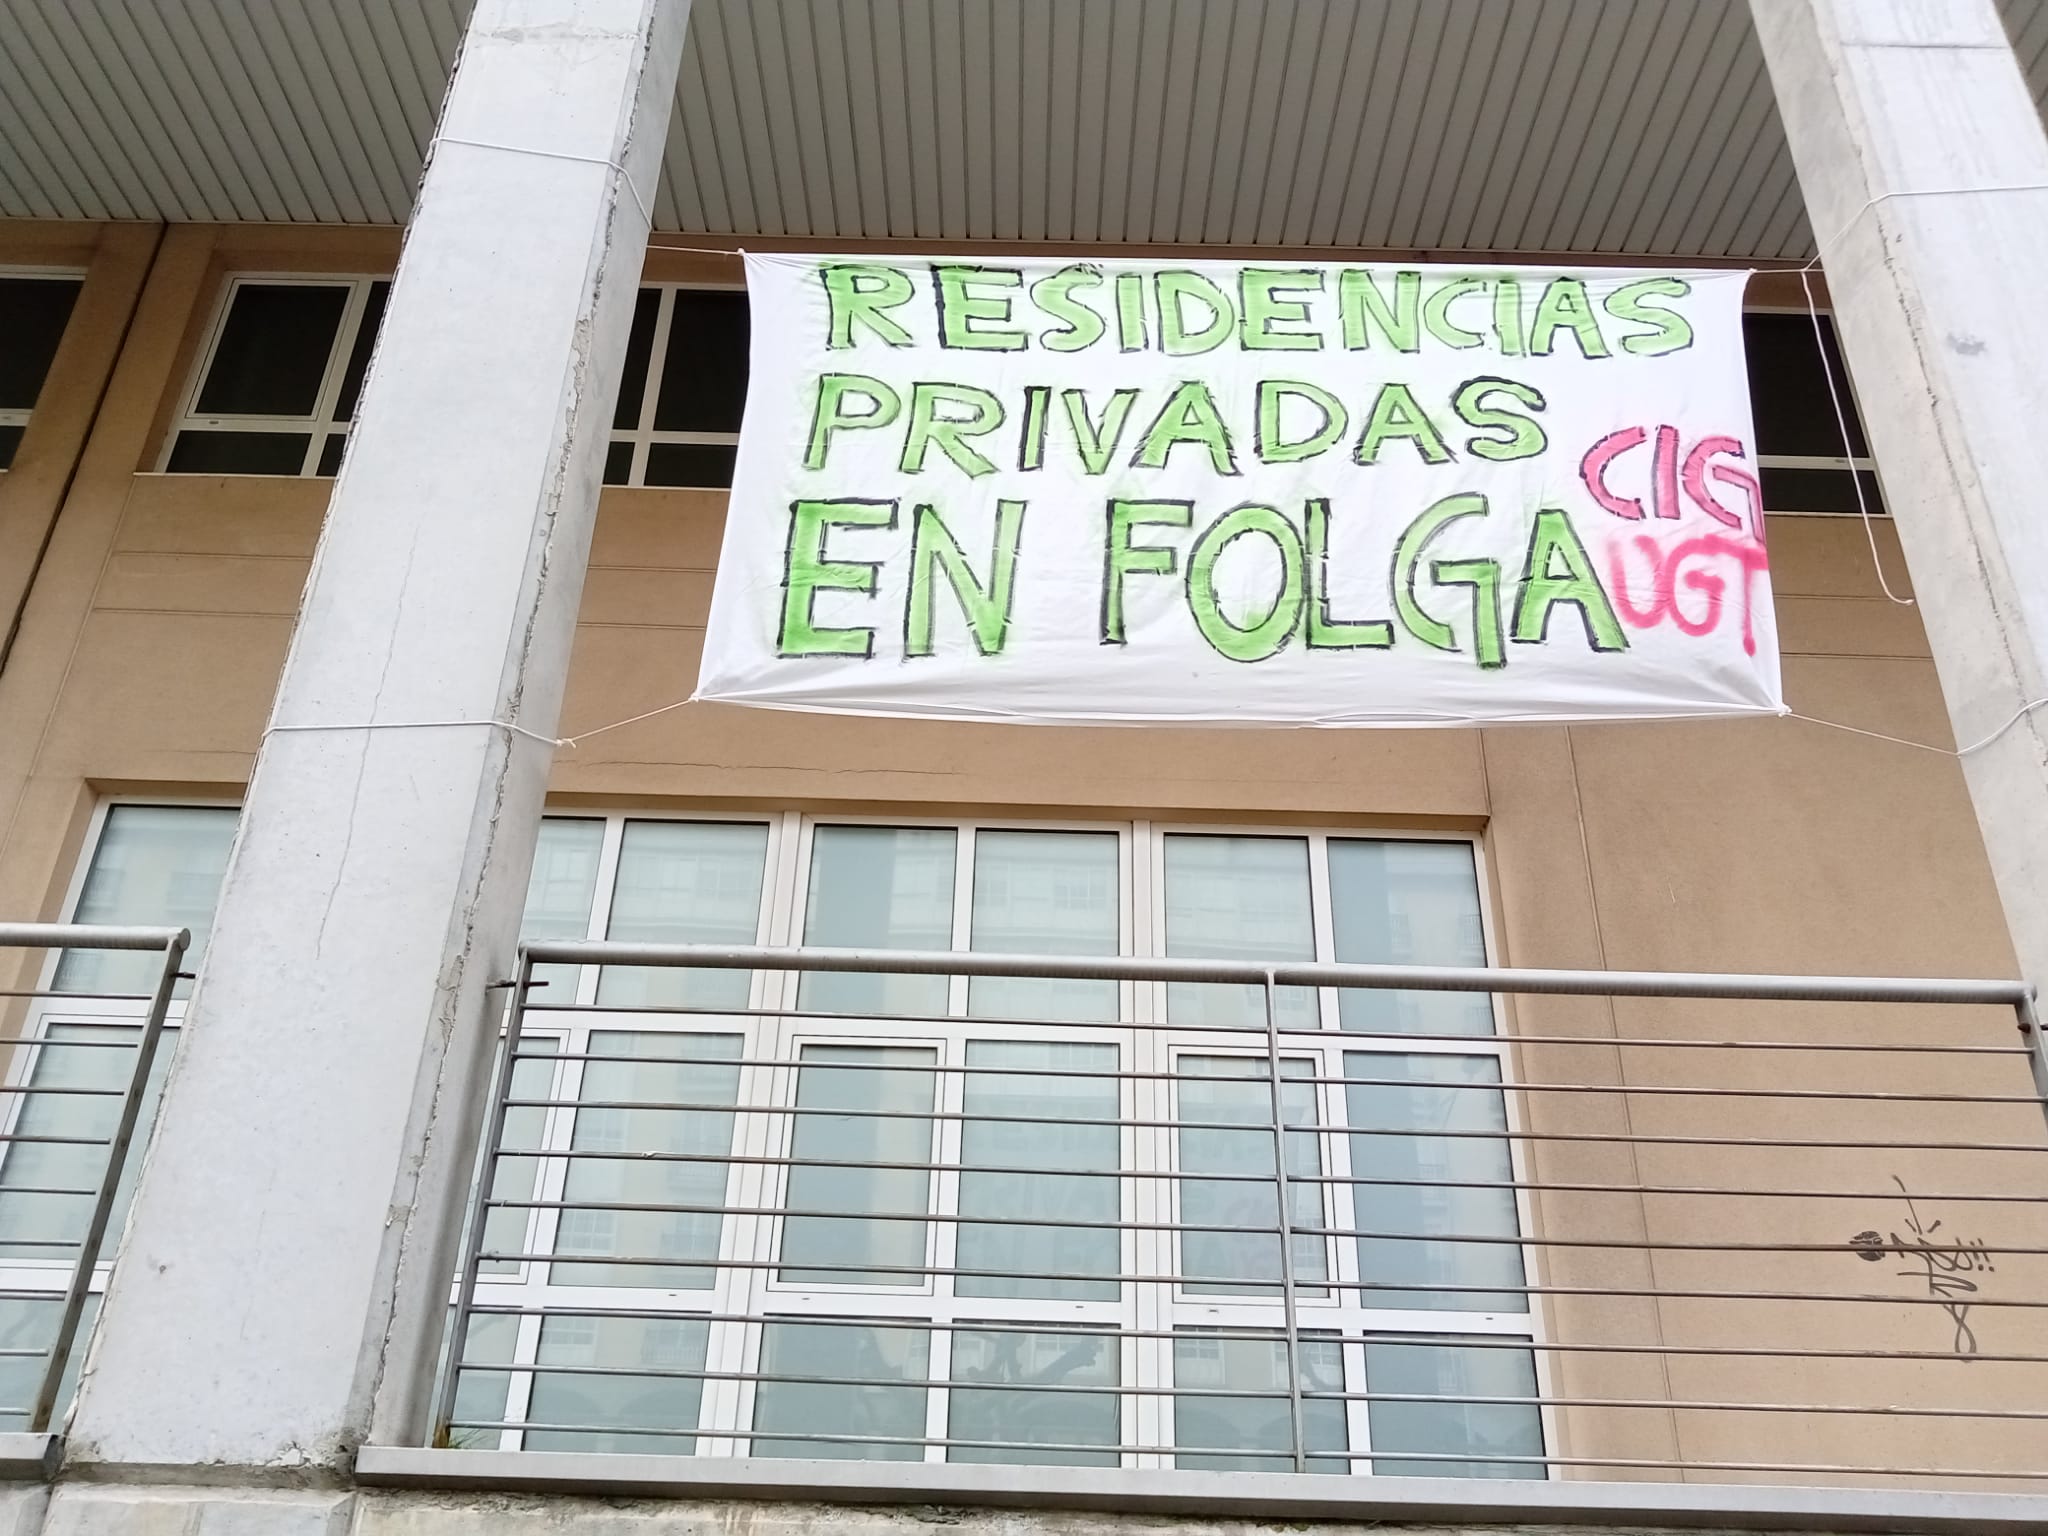 RESIDENCIAS
PRIVADAS
EN FOLGA
CIG
UGT